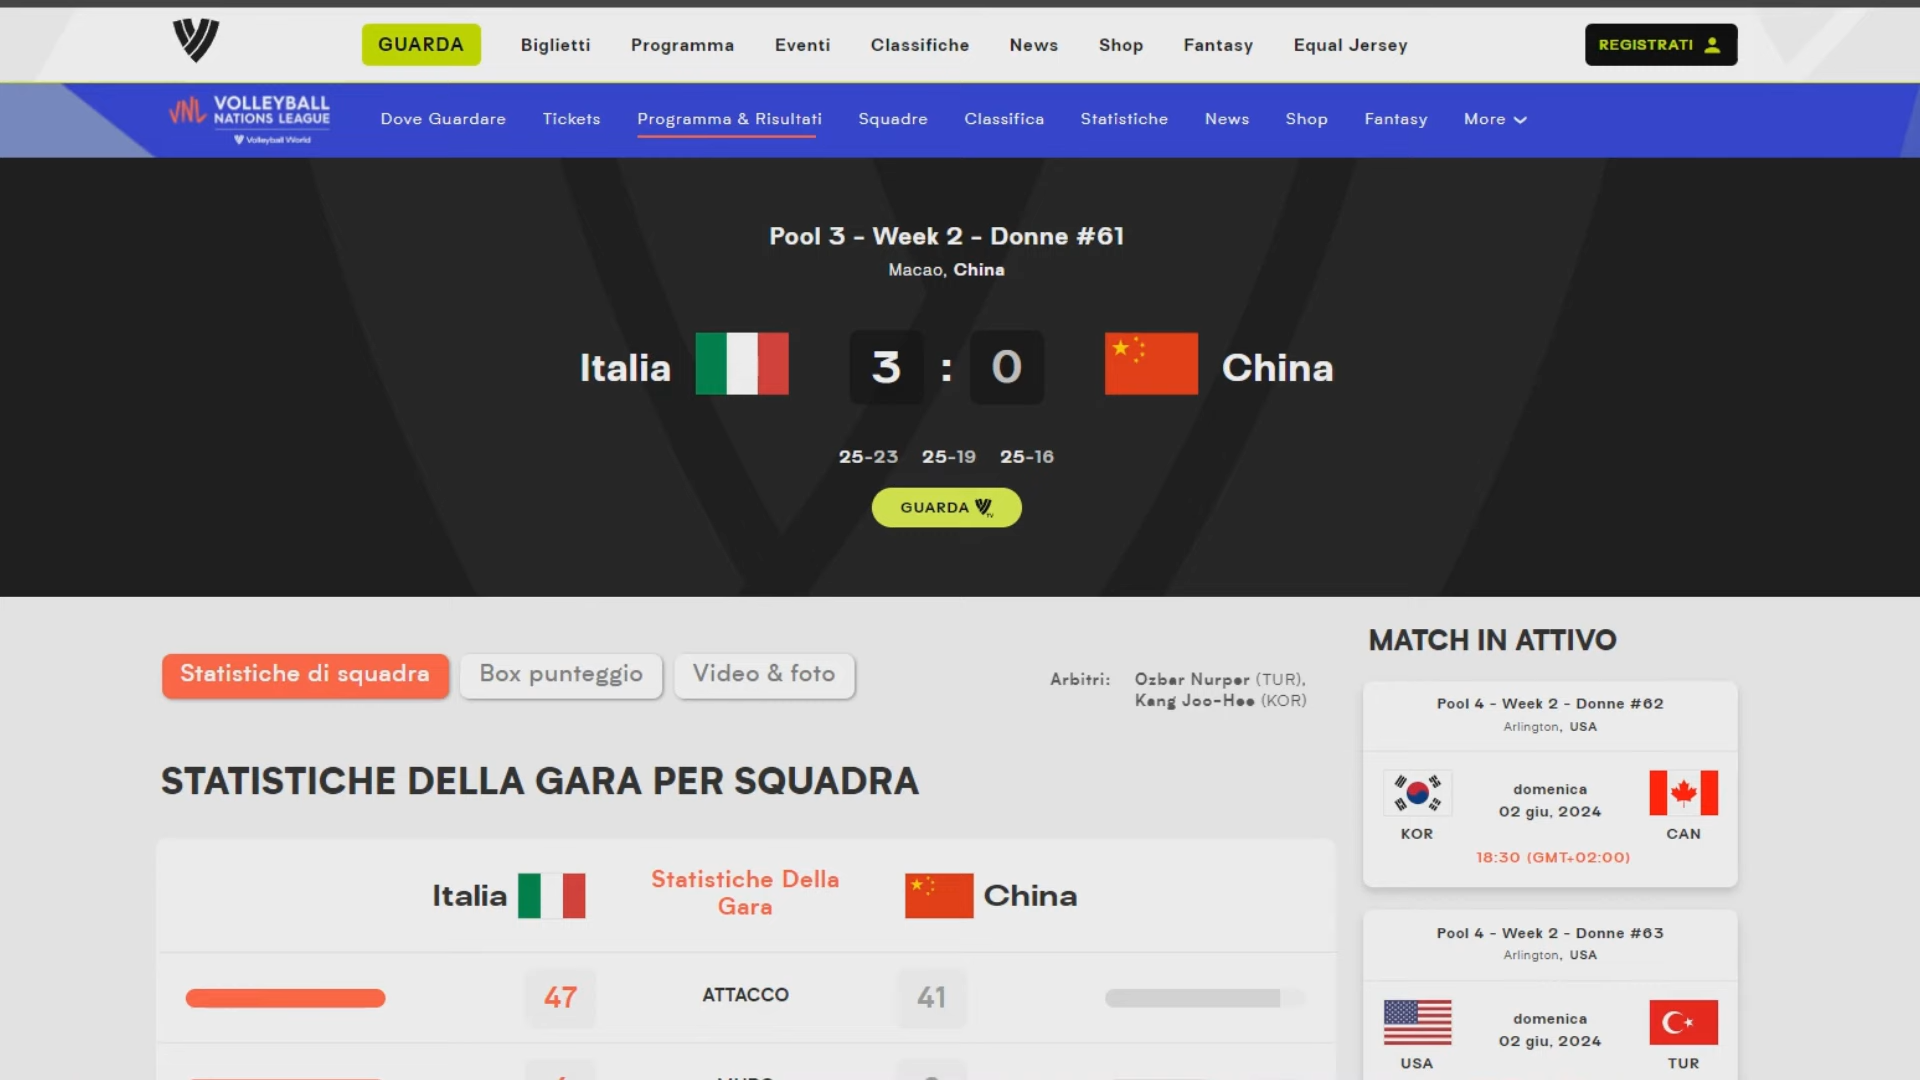 GUARDA
Biglietti
Programma
Eventi
Classifiche
News
Shop
Fantasy
Equal Jersey
REGISTRATI
VNL
VOLLEYBALL
NATIONS LEAGUE
Volleyball World
Dove Guardare
Tickets
Programma & Risultati
Squadre
Classifica
Statistiche
News
Shop
Fantasy
More
Pool 3 - Week 2 - Donne #61
Macao, China
Italia
3 : 0
China
25-23 25-19 25-16
GUARDA TV
Statistiche di squadra
Box punteggio
Video & foto
Arbitri: Ozbar Nurper (TUR),
Kang Joo-Hee (KOR)
STATISTICHE DELLA GARA PER SQUADRA
Italia
Statistiche Della
Gara
China
47 ATTACCO 41
MATCH IN ATTIVO
Pool 4 - Week 2 - Donne #62
Arlington, USA
KOR
domenica
02 giu, 2024
CAN
18:30 (GMT+02:00)
Pool 4 - Week 2 - Donne #63
Arlington, USA
USA
domenica
02 giu, 2024
TUR